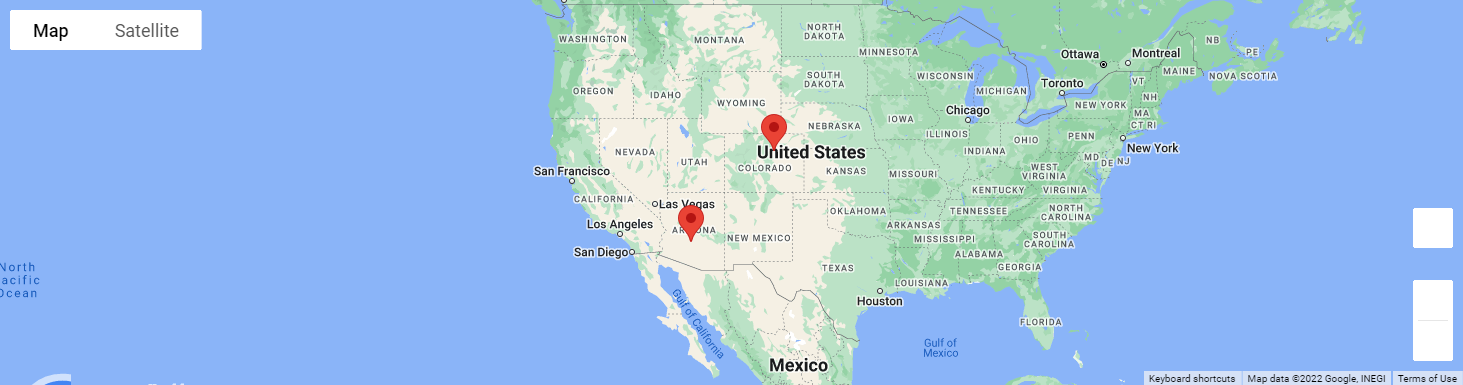 Map
Satellite
WASHINGTON
MONTANA
NORTH
DAKOTA
MINNESOTA
Ottawa
Montreal
NB
PE
NOVA SCOTIA
MAINE
VT
NH
OREGON
IDAHO
WYOMING
SOUTH
DAKOTA
WISCONSIN
MICHIGAN
Toronto
NEW YORK
MA
CT RI
Chicago
IOWA
NEBRASKA
ILLINOIS
INDIANA
OHIO
PENN
New York
NEVADA
UTAH
United States
COLORADO
KANSAS
MISSOURI
WEST
VIRGINIA
MD
DE
NJ
San Francisco
KENTUCKY
VIRGINIA
CALIFORNIA
Las Vegas
OKLAHOMA
TENNESSEE
NORTH
CAROLINA
Los Angeles
ARIZONA
NEW MEXICO
ARKANSAS
MISSISSIPPI
SOUTH
CAROLINA
San Diego
ALABAMA
GEORGIA
TEXAS
LOUISIANA
North
acific
Ocean
Houston
Gulf of California
FLORIDA
Gulf of
Mexico
Mexico
Keyboard shortcuts
Map data ©2022 Google, INEGI
Terms of Use